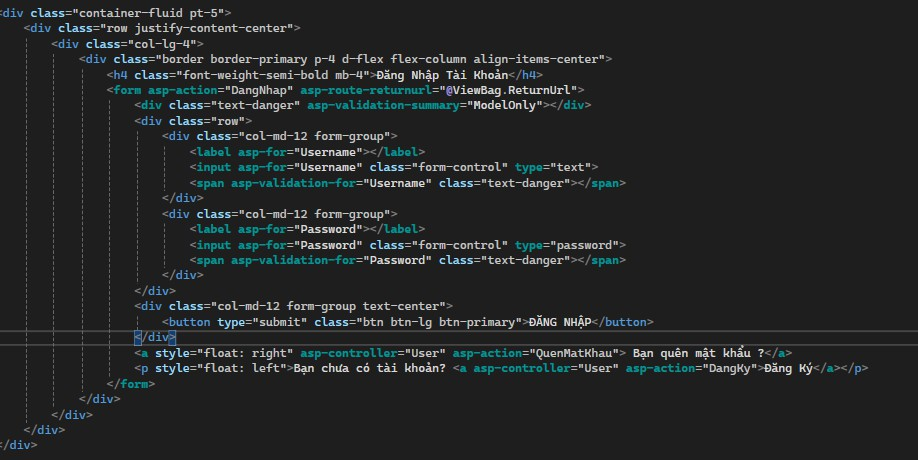 <div class="container-fluid pt-5">
<div class="row justify-content-center">
<div class="col-lg-4">
<div class="border border-primary p-4 d-flex flex-column align-items-center">
<h4 class="font-weight-semi-bold mb-4">Đăng Nhập Tài Khoản</h4>
<form asp-action="DangNhap" asp-route-returnurl="@ViewBag.ReturnUrl">
<div class="text-danger" asp-validation-summary="ModelOnly"></div>
<div class="row">
<div class="col-md-12 form-group">
<label asp-for="Username"></label>
<input asp-for="Username" class="form-control" type="text">
<span asp-validation-for="Username" class="text-danger"></span>
</div>
<div class="col-md-12 form-group">
<label asp-for="Password"></label>
<input asp-for="Password" class="form-control" type="password">
<span asp-validation-for="Password" class="text-danger"></span>
</div>
</div>
<div class="col-md-12 form-group text-center">
<button type="submit" class="btn btn-lg btn-primary">ĐĂNG NHẬP</button>
</div>
<a style="float: right" asp-controller="User" asp-action="QuenMatKhau"> Bạn quên mật khẩu ?</a>
<p style="float: left">Bạn chưa có tài khoản? <a asp-controller="User" asp-action="DangKy">Đăng Ký</a></p>
</form>
</div>
</div>
</div>
</div>